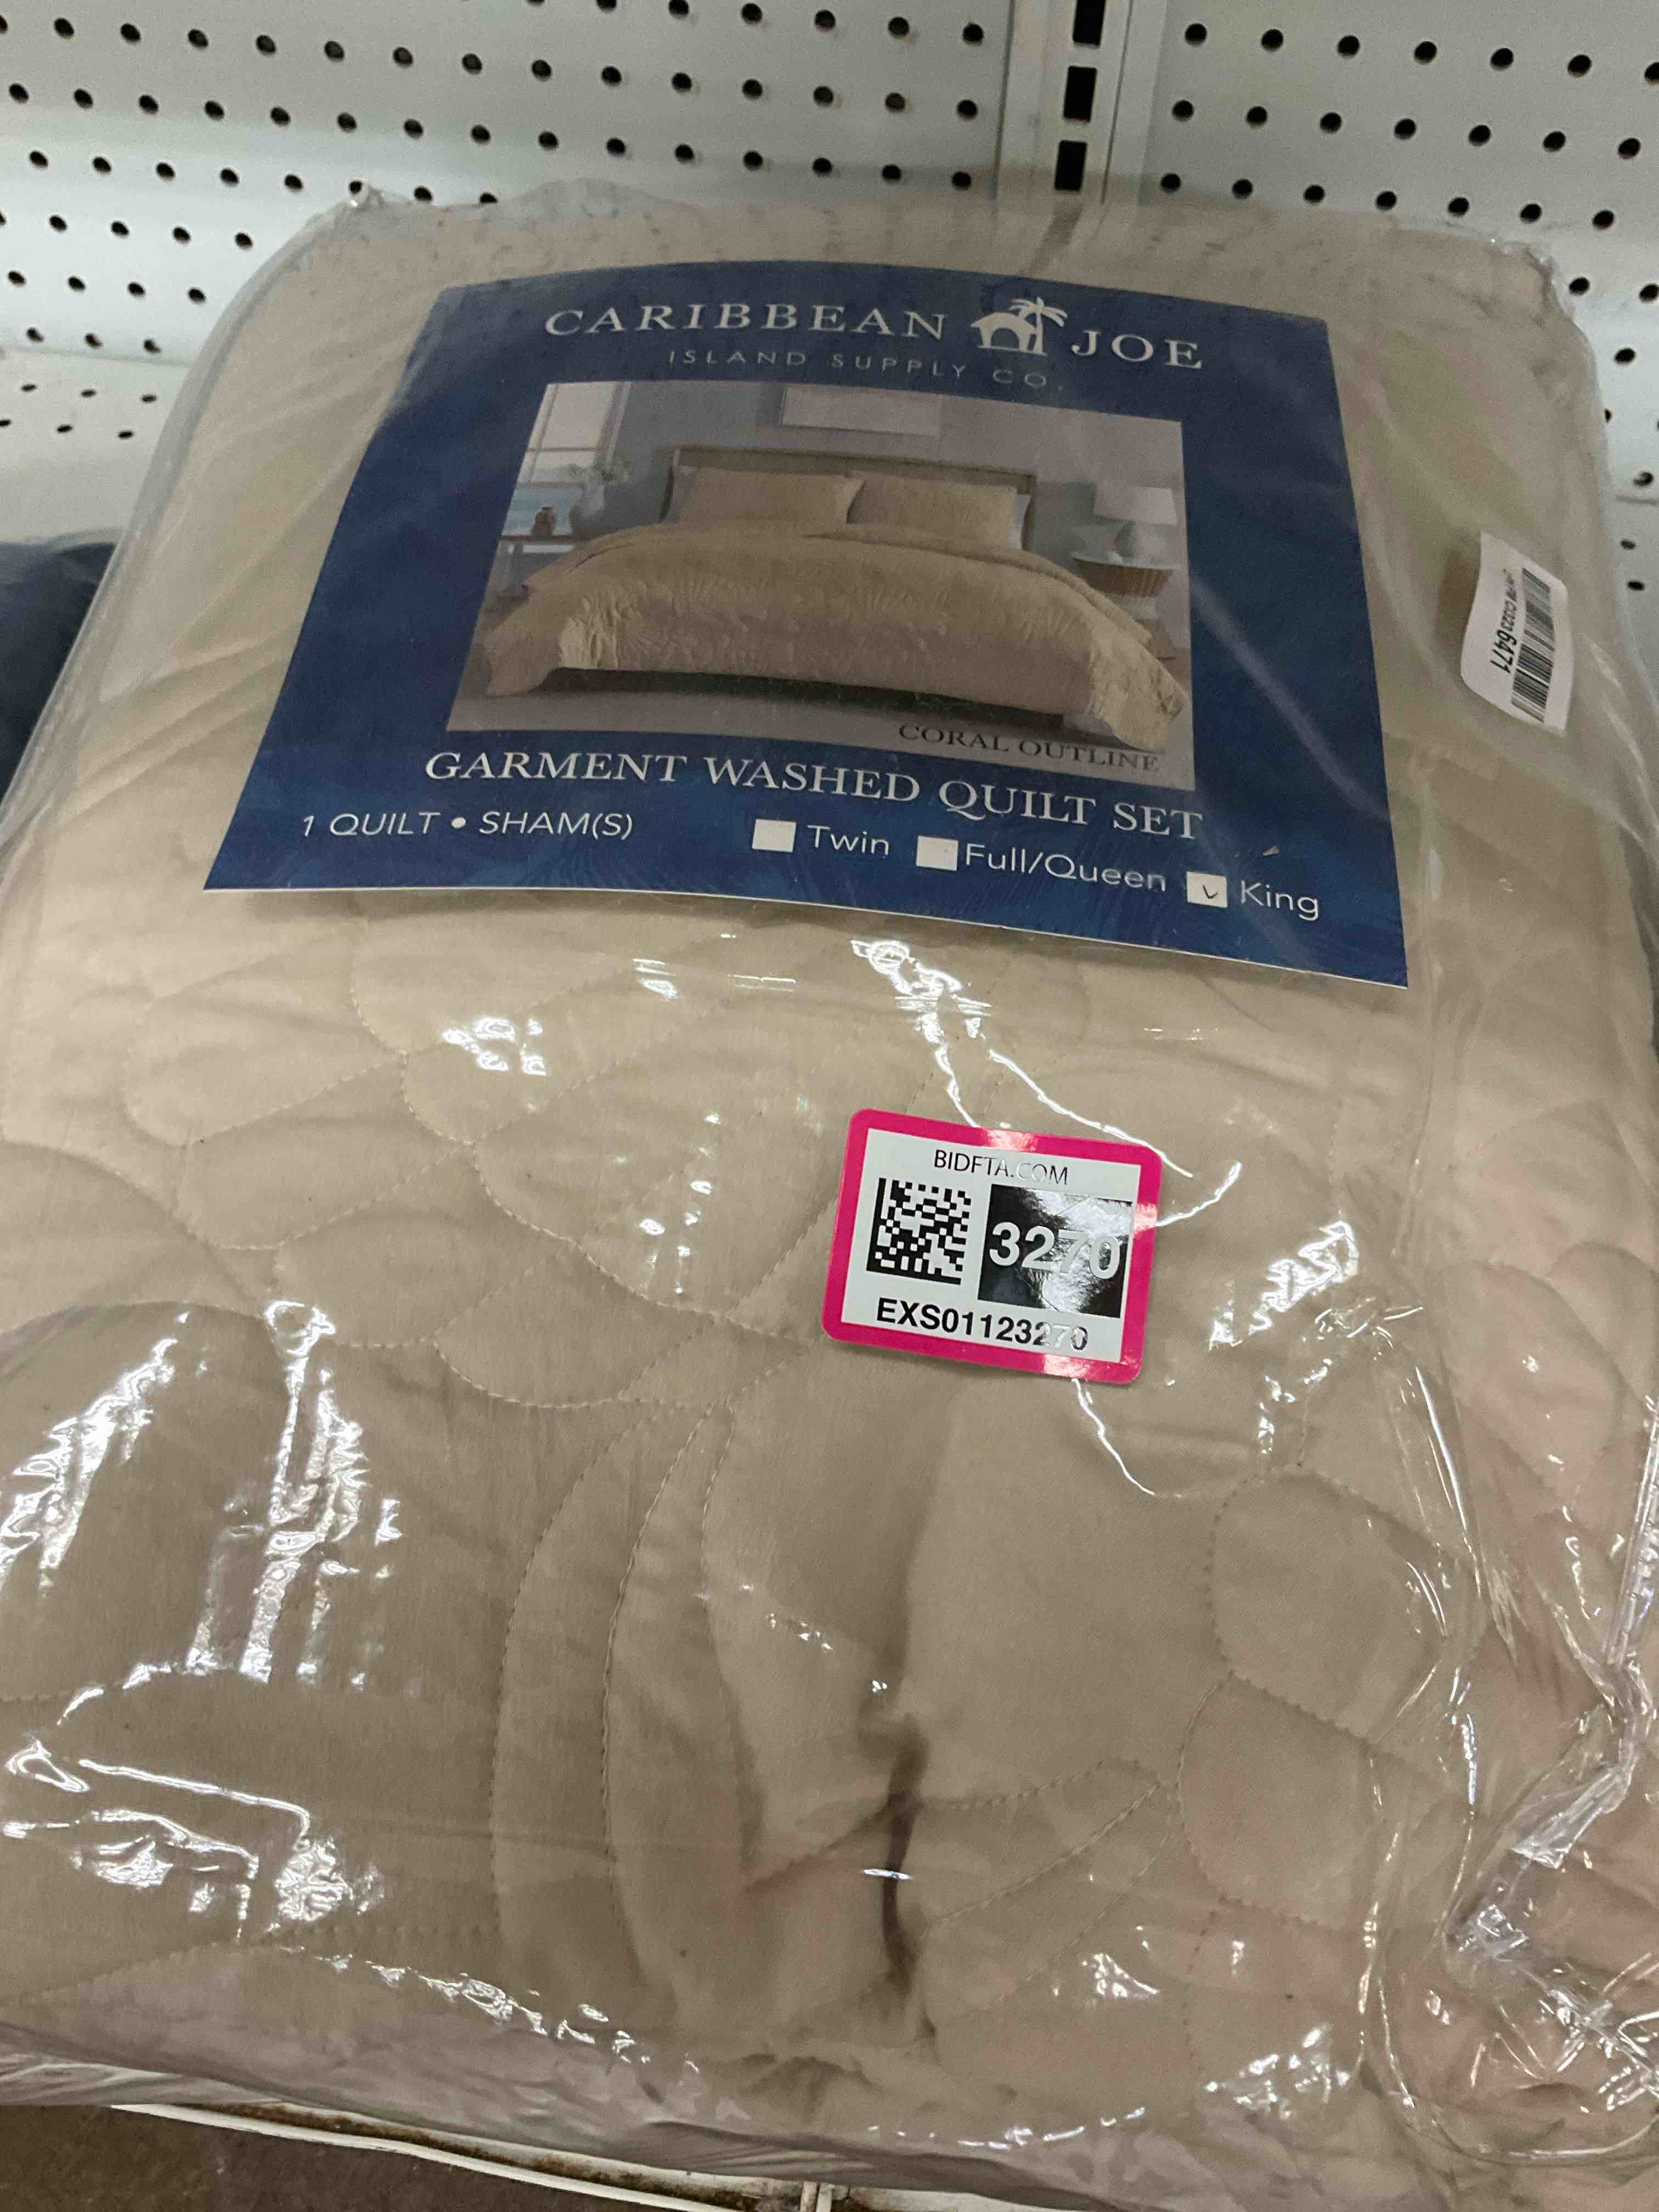 CARIBBEAN JOE
ISLAND SUPPLY CO.
CORAL OUTLINE
GARMENT WASHED QUILT SET
1 QUILT • SHAM(S)
Twin
Full/Queen
King
6471
BIDFTA.COM
3270
EXS01123270